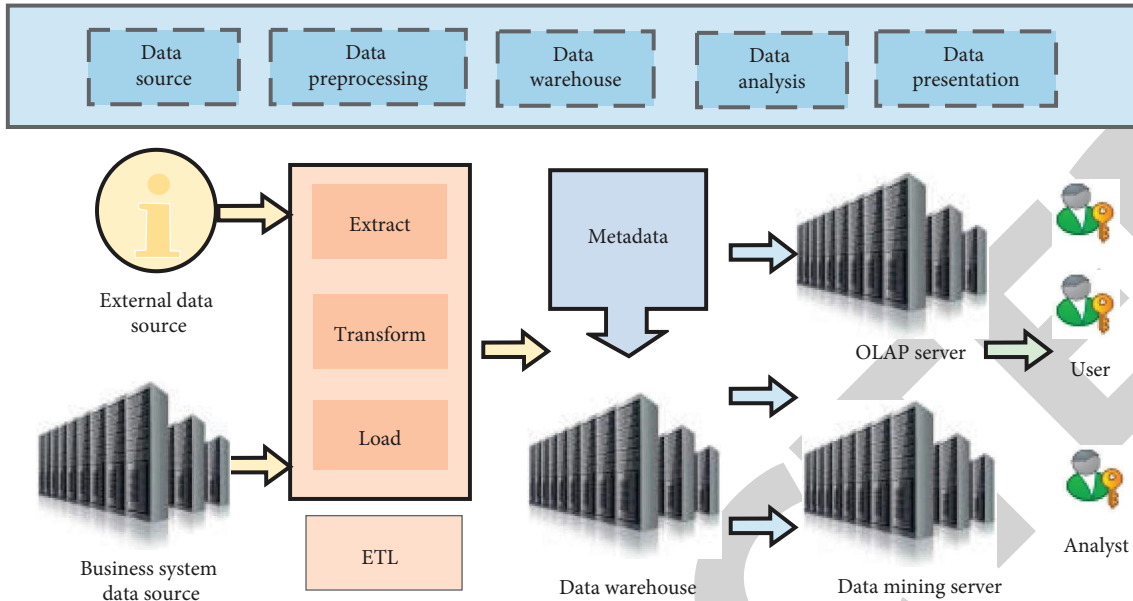 Data
source
Data
preprocessing
Data
warehouse
Data
analysis
Data
presentation
External data
source
Business system
data source
Extract
Transform
Load
ETL
Metadata
Data warehouse
OLAP server
Data mining server
User
Analyst